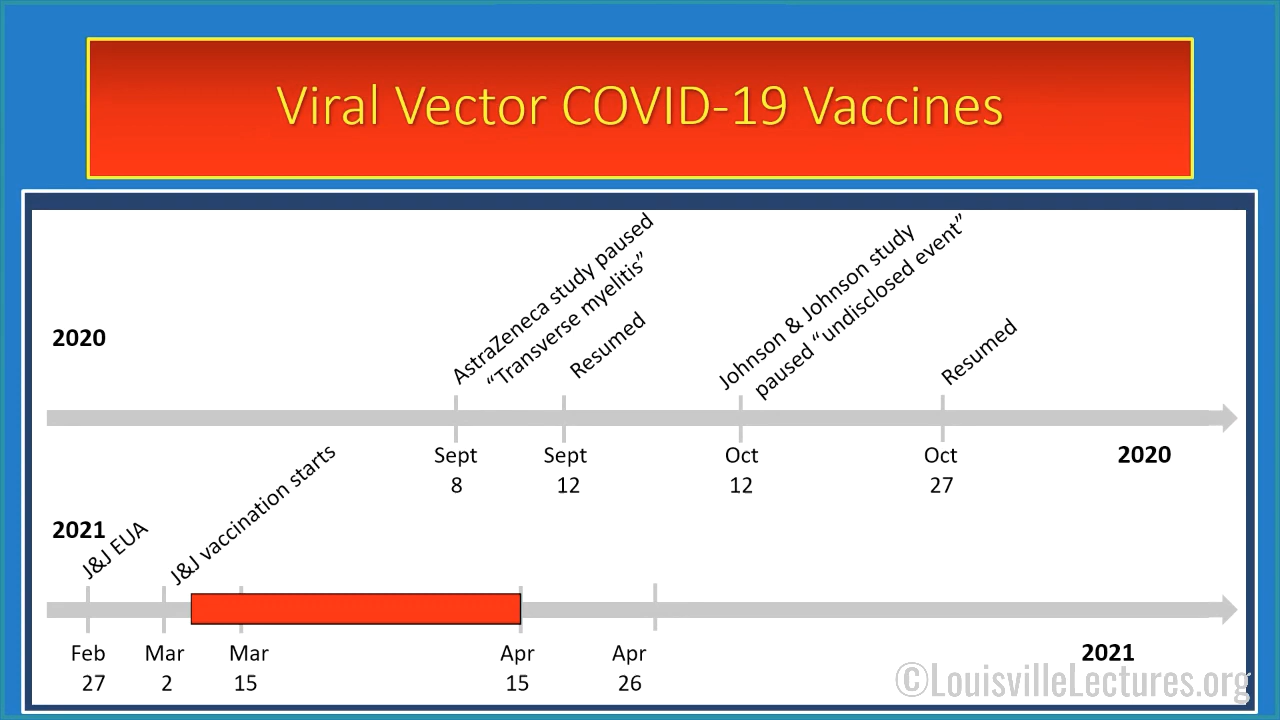 Viral Vector COVID-19 Vaccines
2020
AstraZeneca study paused
“Transverse myelitis”
Resumed
Johnson & Johnson study
paused “undisclosed event”
Resumed
Sept
8
Sept
12
Oct
12
Oct
27
2020
2021
J&J EUA
J&J vaccination starts
Feb
27
Mar
2
Mar
15
Apr
15
Apr
26
2021
©LouisvilleLectures.org